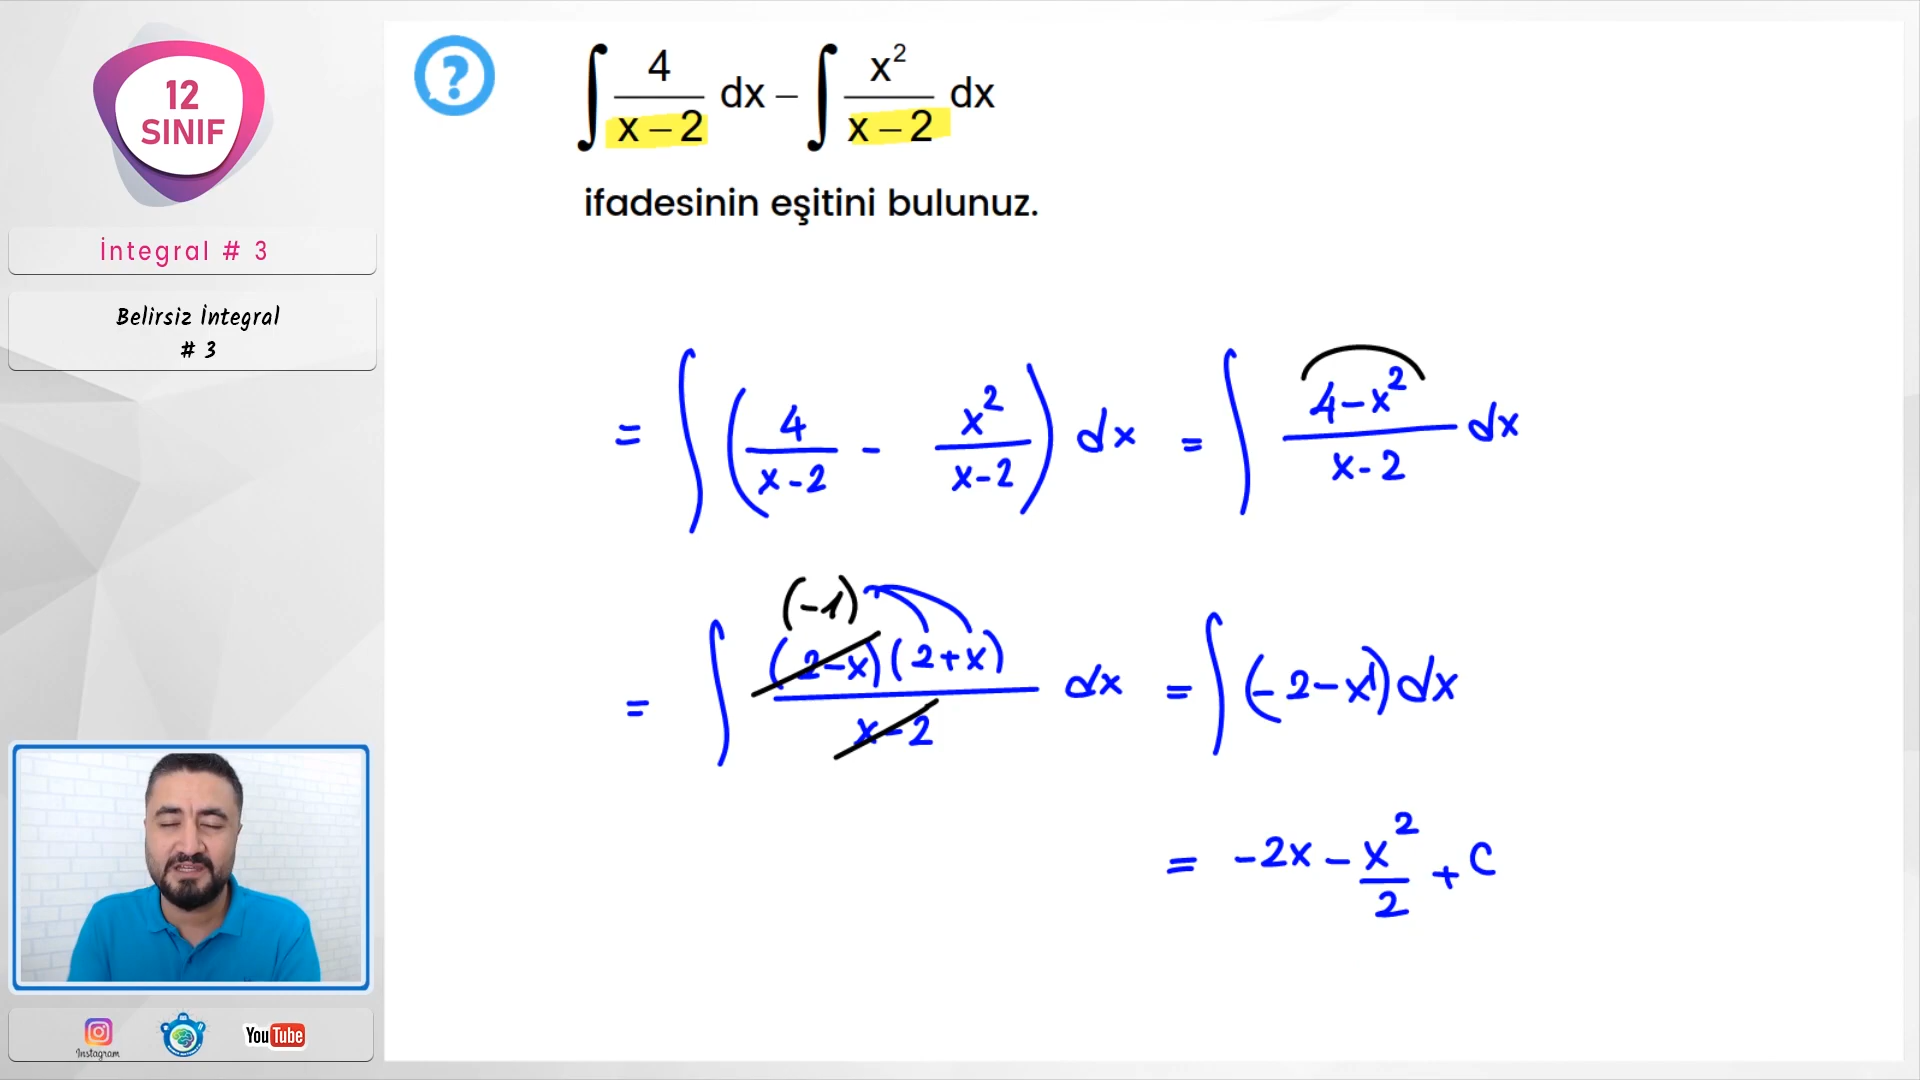 12
SINIF
İntegral # 3
Belirsiz İntegral
# 3
Instagram
YouTube
?
∫ 4/(x – 2) dx – ∫ x²/(x – 2) dx
ifadesinin eşitini bulunuz.
= ∫ (4/(x-2) - x²/(x-2)) dx = ∫ (4-x²)/(x-2) dx
(-1)
= ∫ (2-x)(2+x)/(x-2) dx = ∫ (-2-x¹)dx
= -2x - x²/2 + c